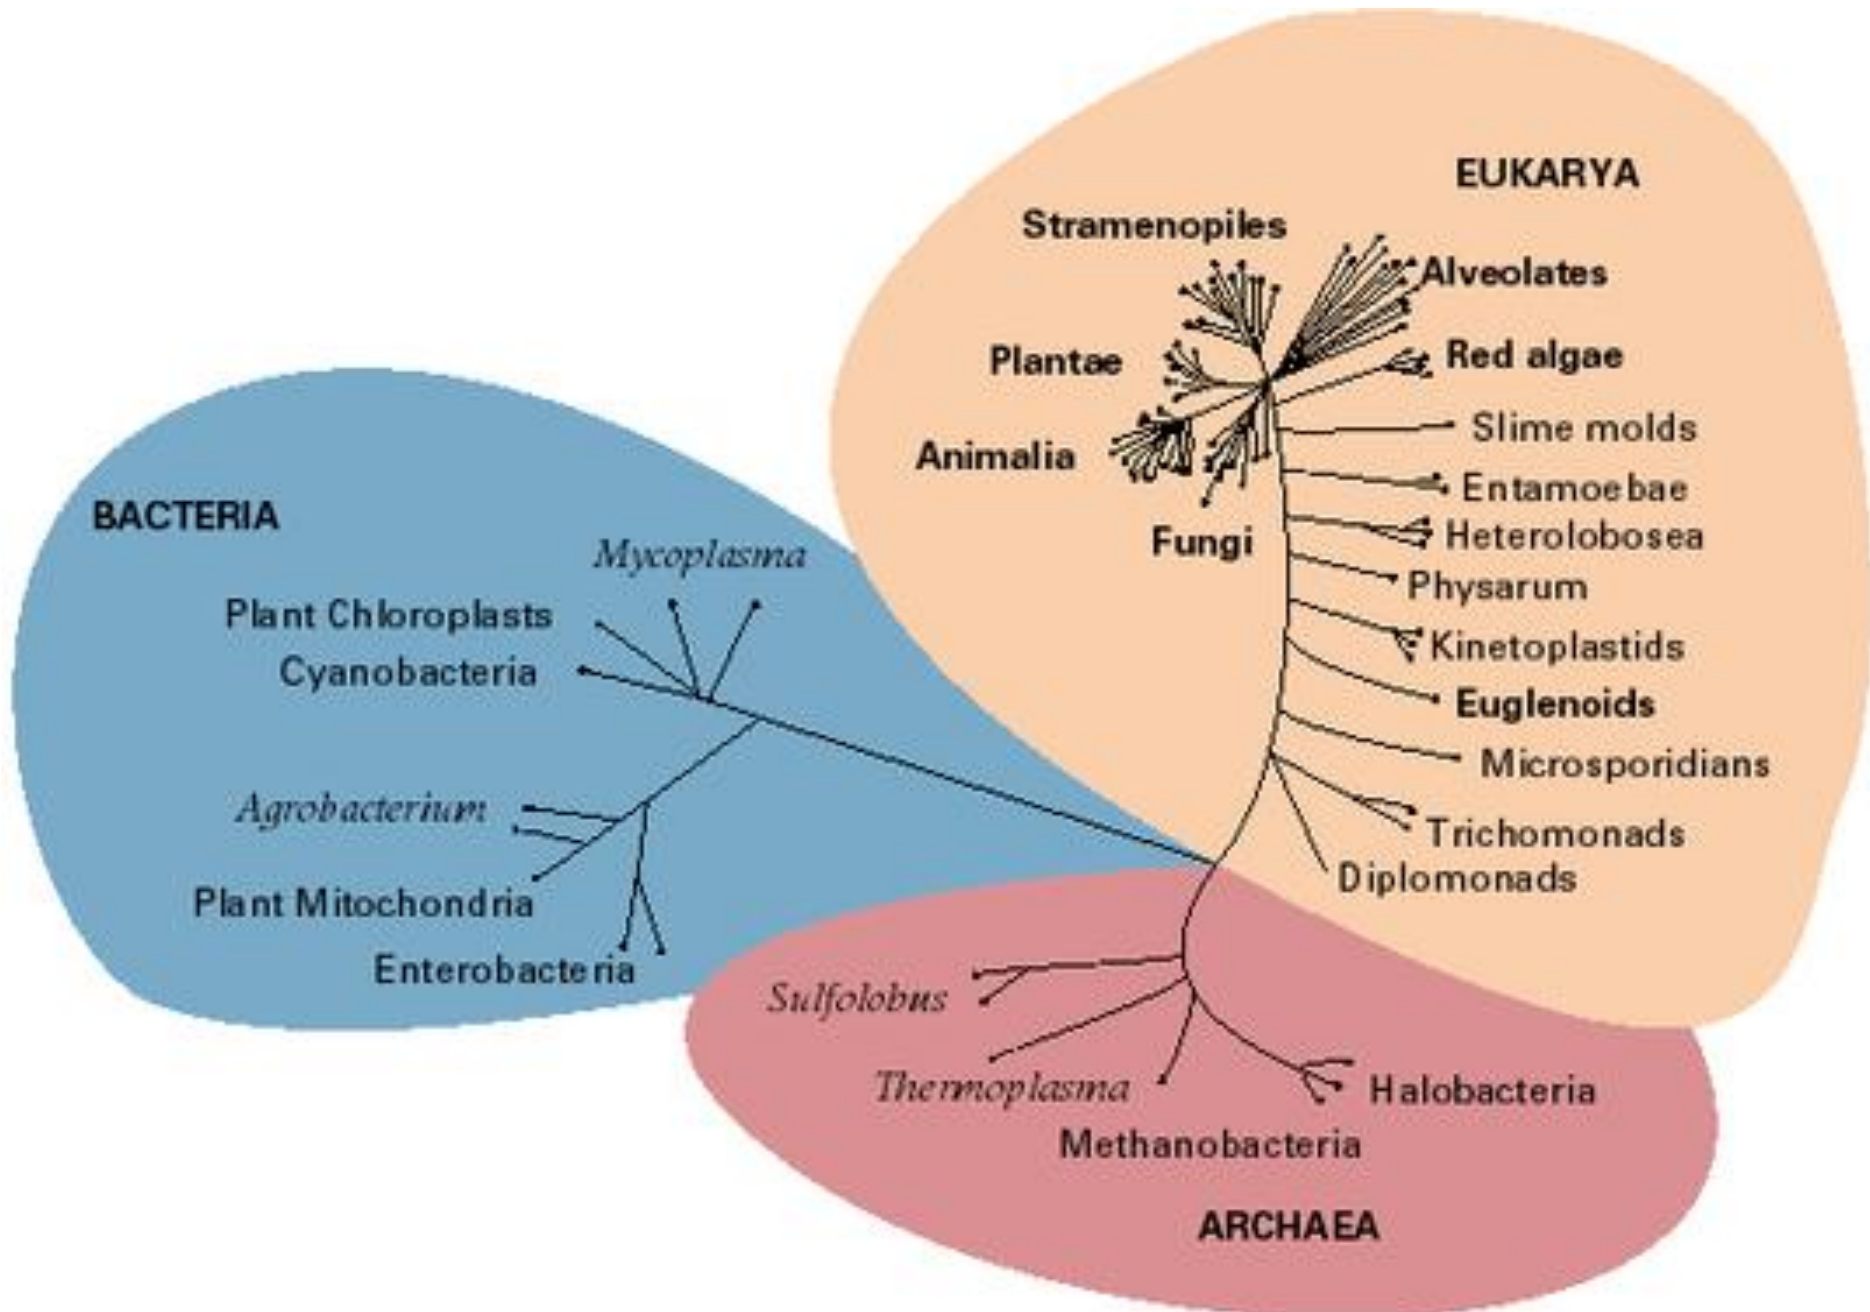 EUKARYA
Stramenopiles
Alveolates
Plantae
Red algae
Animalia
Slime molds
Entamoebae
Fungi
Heterolobosea
Physarum
Kinetoplastids
Euglenoids
Microsporidians
Trichomonads
Diplomonads
BACTERIA
Mycoplasma
Plant Chloroplasts
Cyanobacteria
Agrobacterium
Plant Mitochondria
Enterobacteria
Sulfolobus
Thermoplasma
Halobacteria
Methanobacteria
ARCHAEA